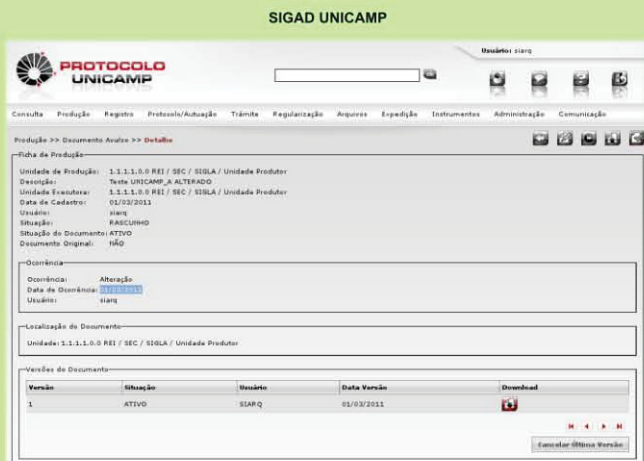 SIGAD UNICAMP
Usuário: siarq
PROTOCOLO
UNICAMP
Consulta Produção Registro Protocolo/Autuação Trâmite Regularização Arquivos Expedição Instrumentos Administração Comunicação
Produção >> Documento Avulso >> Detalhe
Ficha de Produção
Unidade de Produção: 1.1.1.1.0.0 REI / SEC / SIGLA / Unidade Produtor
Descrição: Teste UNICAMP_A ALTERADO
Unidade Executora: 1.1.1.1.0.0 REI / SEC / SIGLA / Unidade Produtor
Data de Cadastro: 01/03/2011
Usuário: siarq
Situação: RASCUNHO
Situação do Documento: ATIVO
Documento Original: NÃO
Ocorrência
Ocorrência: Alteração
Data de Ocorrência: 01/03/2011
Usuário: siarq
Localização do Documento
Unidade: 1.1.1.1.0.0 REI / SEC / SIGLA / Unidade Produtor
Versões do Documento
Versão Situação Usuário Data Versão Download
1 ATIVO SIARQ 01/03/2011
Cancelar Última Versão